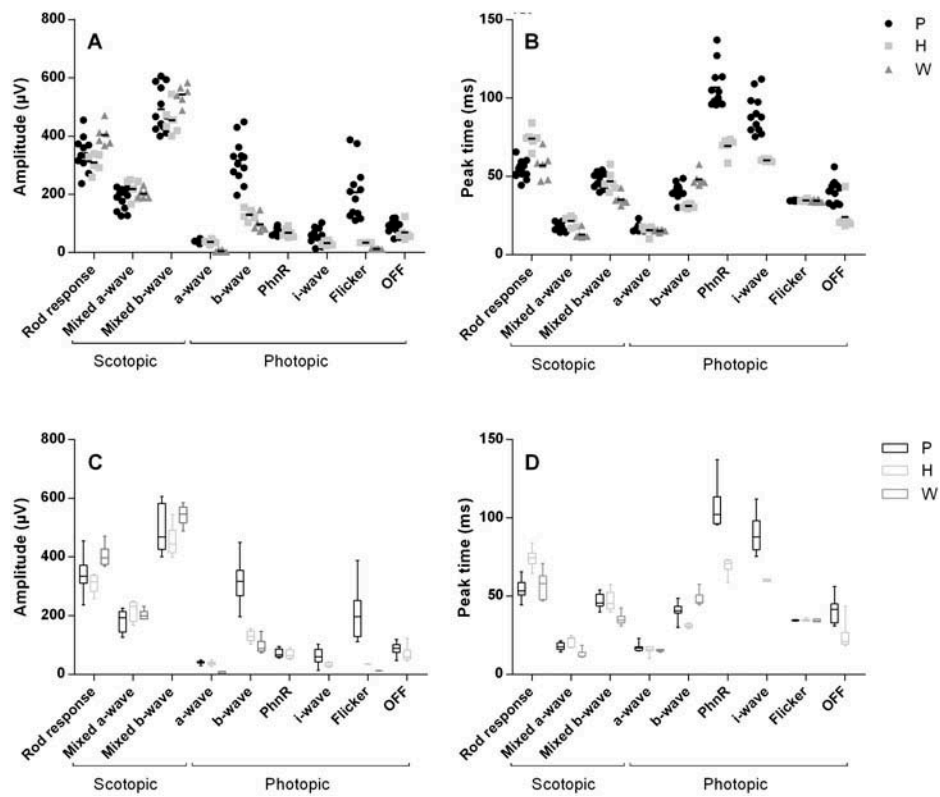 A
Amplitude (µV)
800
600
400
200
0
Rod response
Mixed a-wave
Mixed b-wave
a-wave
b-wave
PhnR
i-wave
Flicker
OFF
Scotopic
Photopic
B
Peak time (ms)
150
100
50
0
Rod response
Mixed a-wave
Mixed b-wave
a-wave
b-wave
PhnR
i-wave
Flicker
OFF
Scotopic
Photopic
P
H
W
C
Amplitude (µV)
800
600
400
200
0
Rod response
Mixed a-wave
Mixed b-wave
a-wave
b-wave
PhnR
i-wave
Flicker
OFF
Scotopic
Photopic
D
Peak time (ms)
150
100
50
0
Rod response
Mixed a-wave
Mixed b-wave
a-wave
b-wave
PhnR
i-wave
Flicker
OFF
Scotopic
Photopic
P
H
W